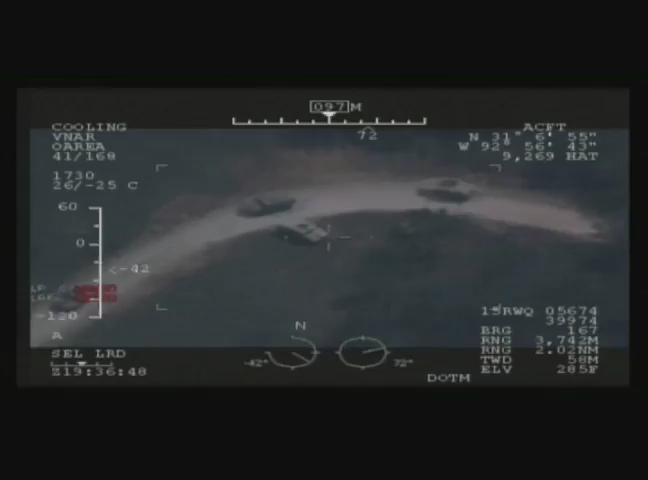 097 M
72
COOLING
VNAR
OAREA
41/168
1730
26/-25 C
60
0
<-42
-120
A
SEL LRD
Z19:36:48
ACFT
N 31° 6' 55"
W 92° 56' 43"
9,269 HAT
N
-42°
72°
DOTM
15RWQ 05674
39974
BRG 167
RNG 3,742M
RNG 2.02NM
TWD 58M
ELV 285F